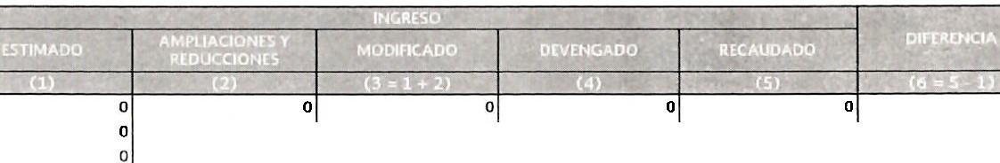 INGRESO
ESTIMADO AMPLIACIONES Y REDUCCIONES MODIFICADO DEVENGADO RECAUDADO DIFERENCIA
(1) (2) (3 = 1 + 2) (4) (5) (6 = 5 - 1)
0 0 0 0 0
0
0